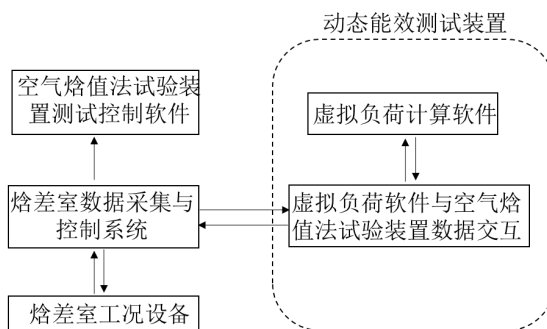 动态能效测试装置
空气焓值法试验装
置测试控制软件
虚拟负荷计算软件
焓差室数据采集与
控制系统
虚拟负荷软件与空气焓
值法试验装置数据交互
焓差室工况设备